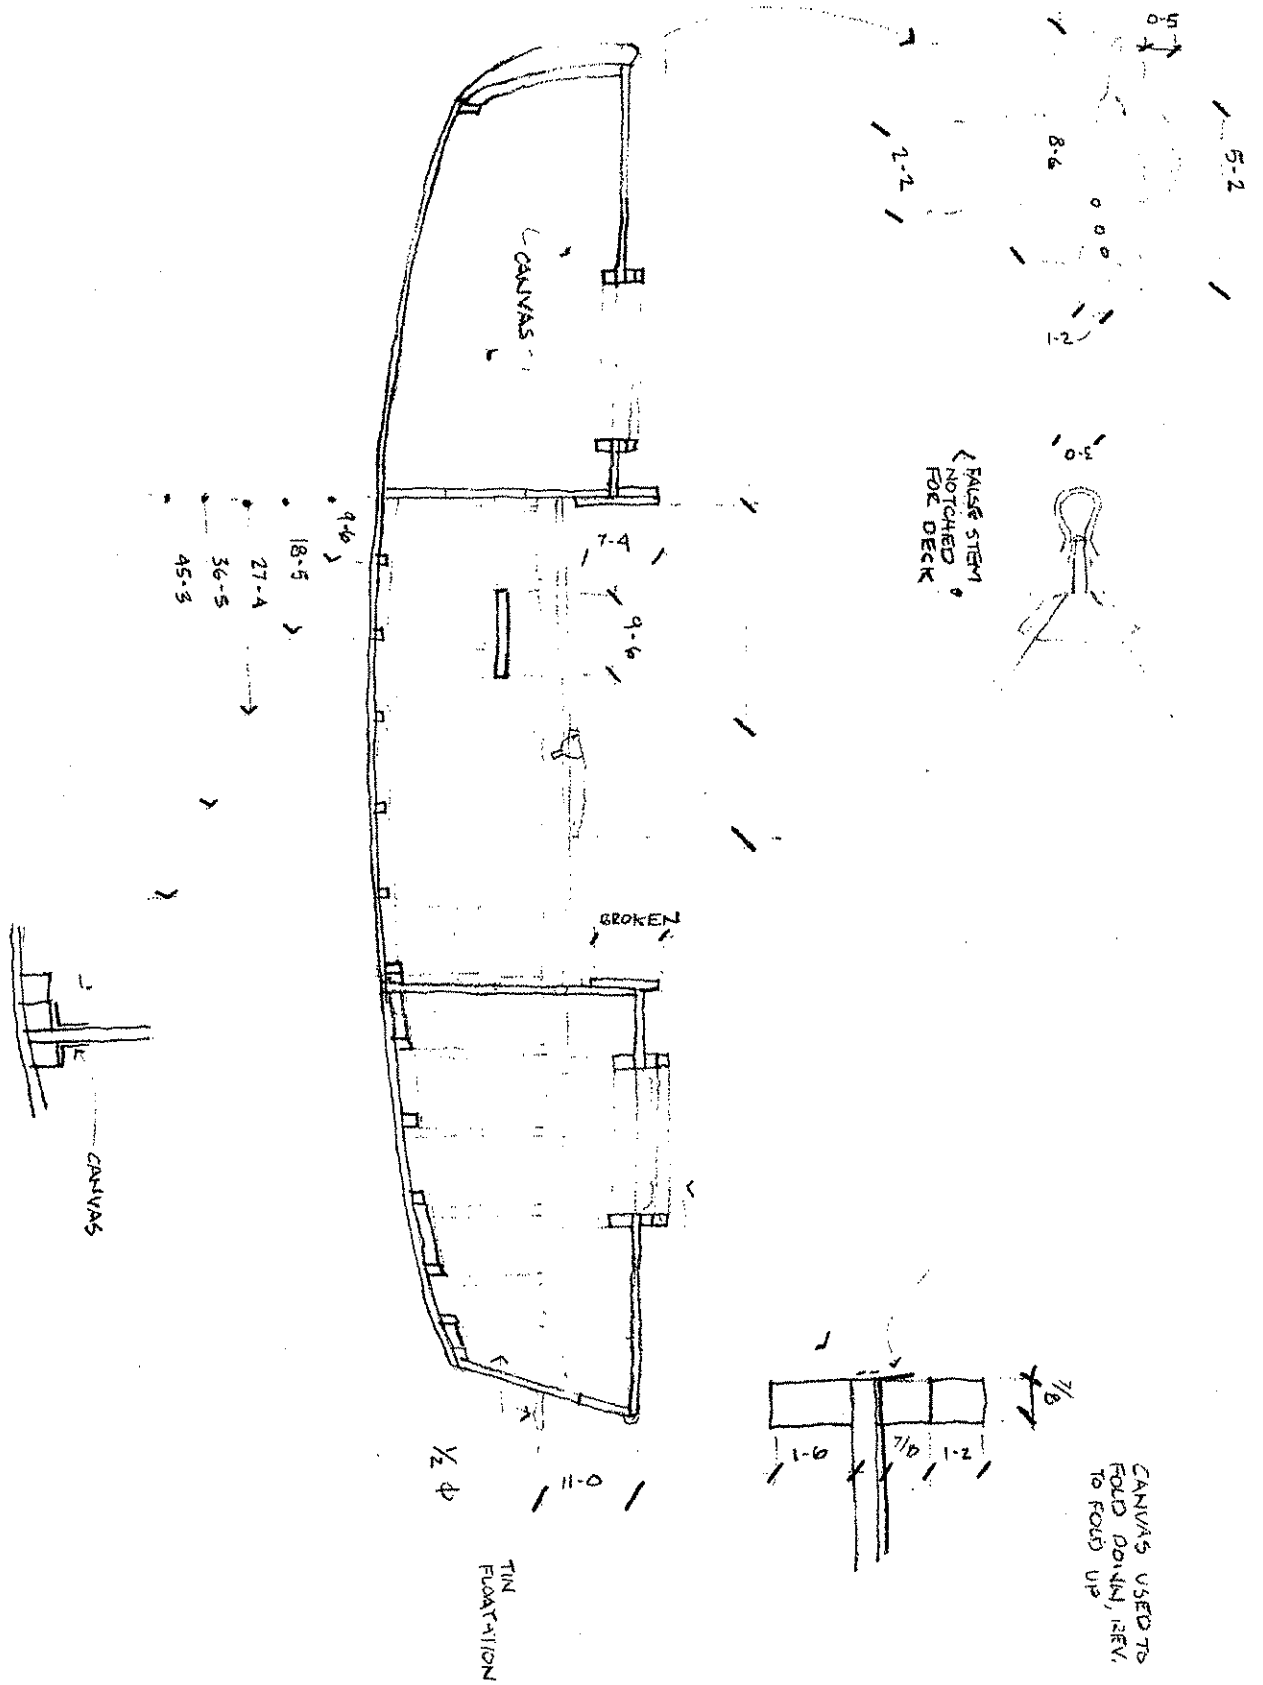 0-5
5-2
8-6
2-2
1-2
3-0
FALSE STEM
NOTCHED
FOR DECK
CANVAS
7-4
9-6
9-6
18-5
27-4
36-5
45-3
BROKEN
CANVAS
7/8
1-6
7/8
1-2
CANVAS USED TO
FOLD DOWN, REV.
TO FOLD UP
11-0
1/2 φ
TIN
FLOATATION